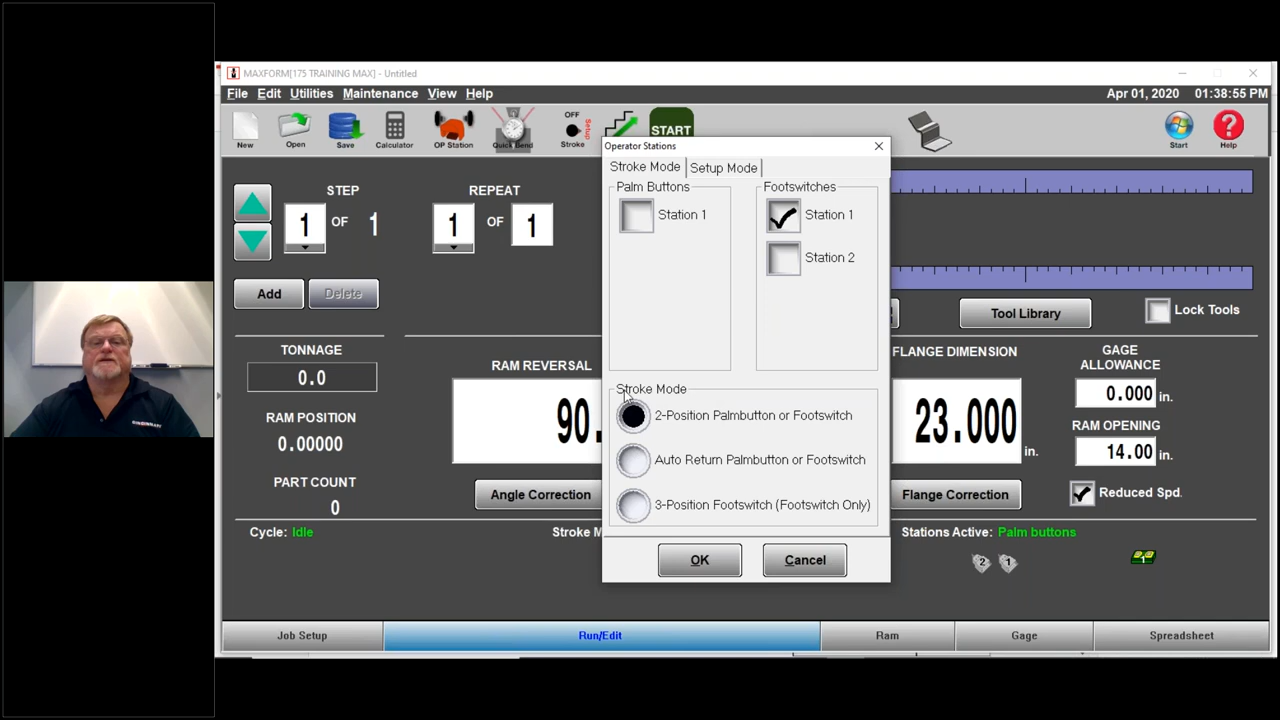 MAXFORM[175 TRAINING MAX] - Untitled
File Edit Utilities Maintenance View Help
Apr 01, 2020 01:38:55 PM
New
Open
Save
Calculator
OP Station
Quick Bend
OFF
Setup
Stroke
START
Start
Help
Operator Stations
Stroke Mode
Setup Mode
Palm Buttons
Station 1
Footswitches
Station 1
Station 2
Stroke Mode
2-Position Palmbutton or Footswitch
Auto Return Palmbutton or Footswitch
3-Position Footswitch (Footswitch Only)
OK
Cancel
STEP
1 OF 1
REPEAT
1 OF 1
Add
Delete
Tool Library
Lock Tools
TONNAGE
0.0
RAM POSITION
0.00000
PART COUNT
0
RAM REVERSAL
90.
Angle Correction
FLANGE DIMENSION
23.000 in.
Flange Correction
GAGE
ALLOWANCE
0.000 in.
RAM OPENING
14.00 in.
Reduced Spd.
Cycle: Idle
Stroke M
Stations Active: Palm buttons
2 1
1
Job Setup
Run/Edit
Ram
Gage
Spreadsheet
CINCINNATI